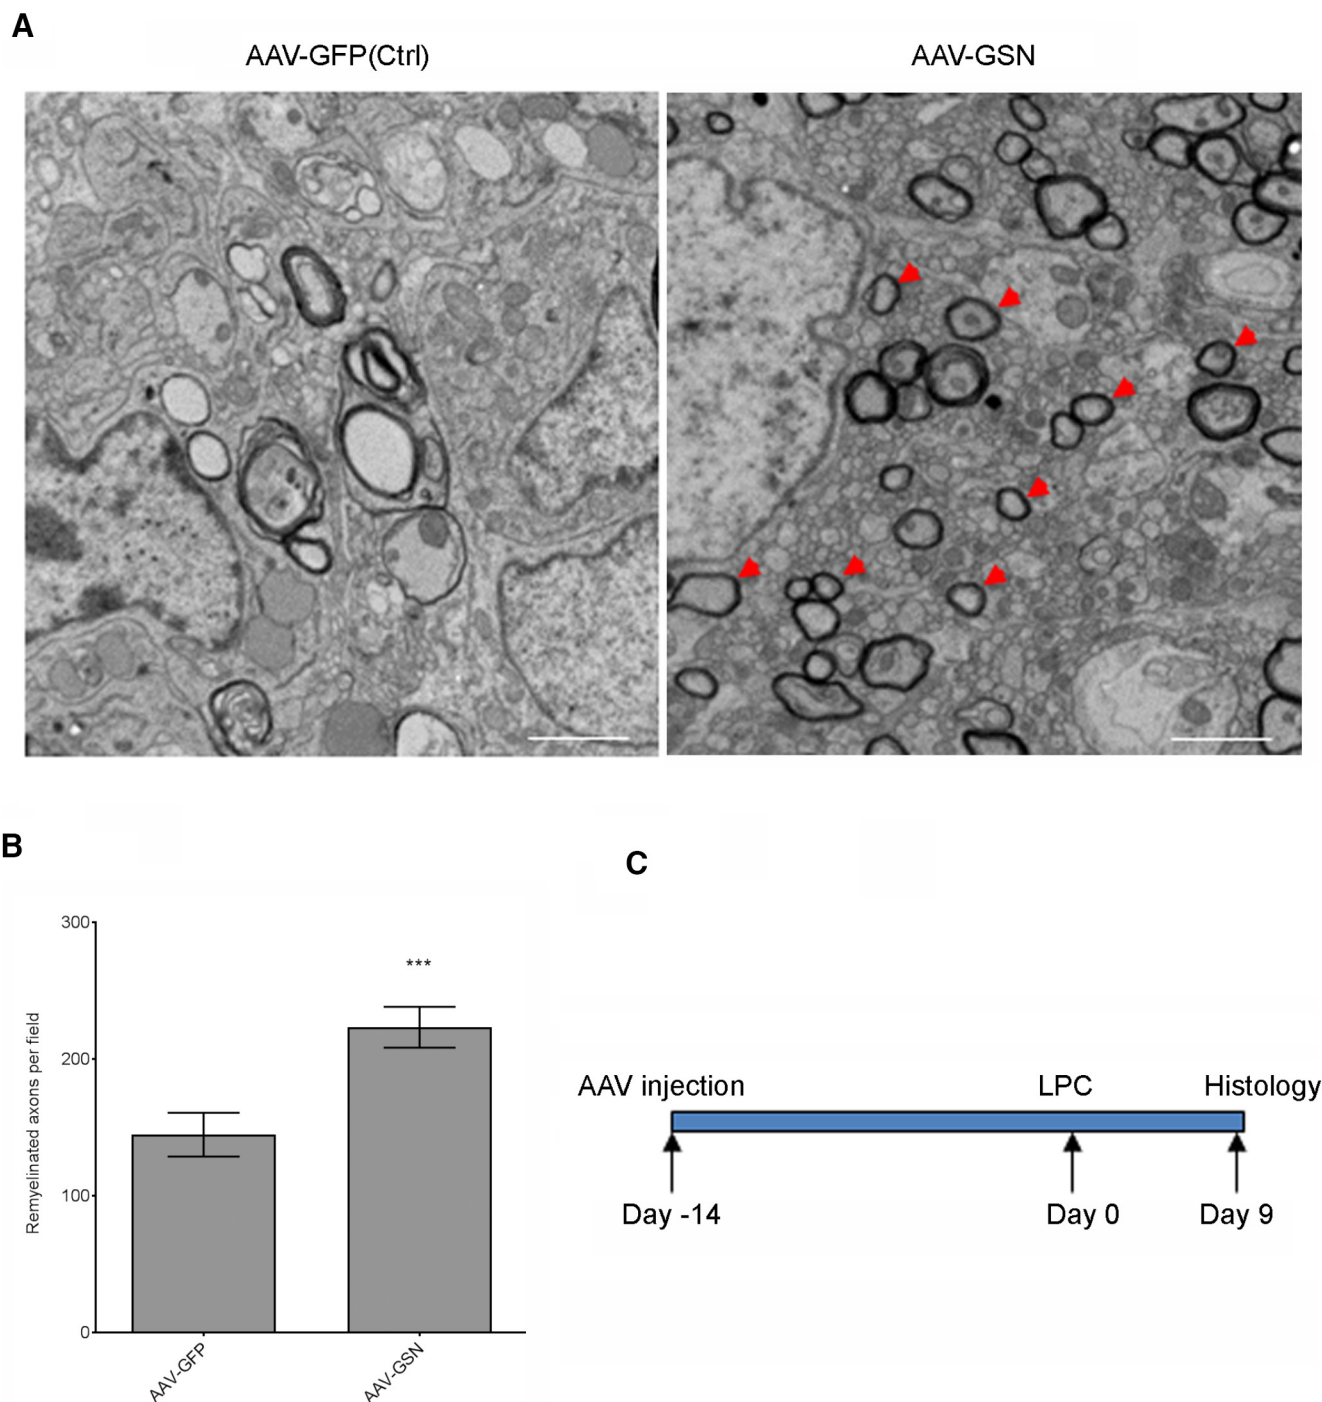 A
AAV-GFP(Ctrl)
AAV-GSN
B
300
200
100
0
Remyelinated axons per field
***
AAV-GFP
AAV-GSN
C
AAV injection
LPC
Histology
Day -14
Day 0
Day 9